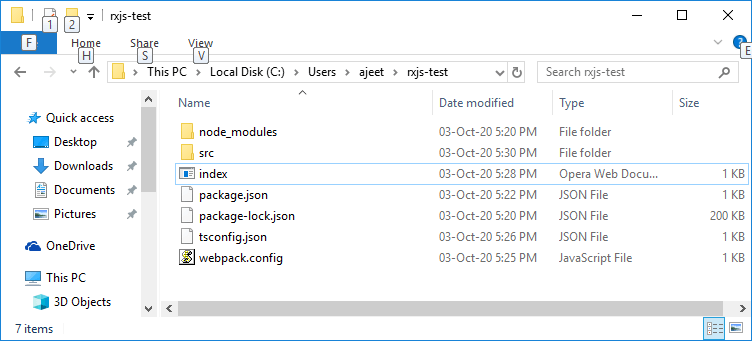 rxjs-test
1 2
F Home Share View
H S V E
This PC Local Disk (C:) Users ajeet rxjs-test Search rxjs-test
Name Date modified Type Size
Quick access
Desktop
Downloads
Documents
Pictures
OneDrive
This PC
3D Objects
node_modules 03-Oct-20 5:20 PM File folder
src 03-Oct-20 5:30 PM File folder
index 03-Oct-20 5:28 PM Opera Web Docu... 1 KB
package.json 03-Oct-20 5:22 PM JSON File 1 KB
package-lock.json 03-Oct-20 5:20 PM JSON File 200 KB
tsconfig.json 03-Oct-20 5:26 PM JSON File 1 KB
webpack.config 03-Oct-20 5:25 PM JavaScript File 1 KB
7 items